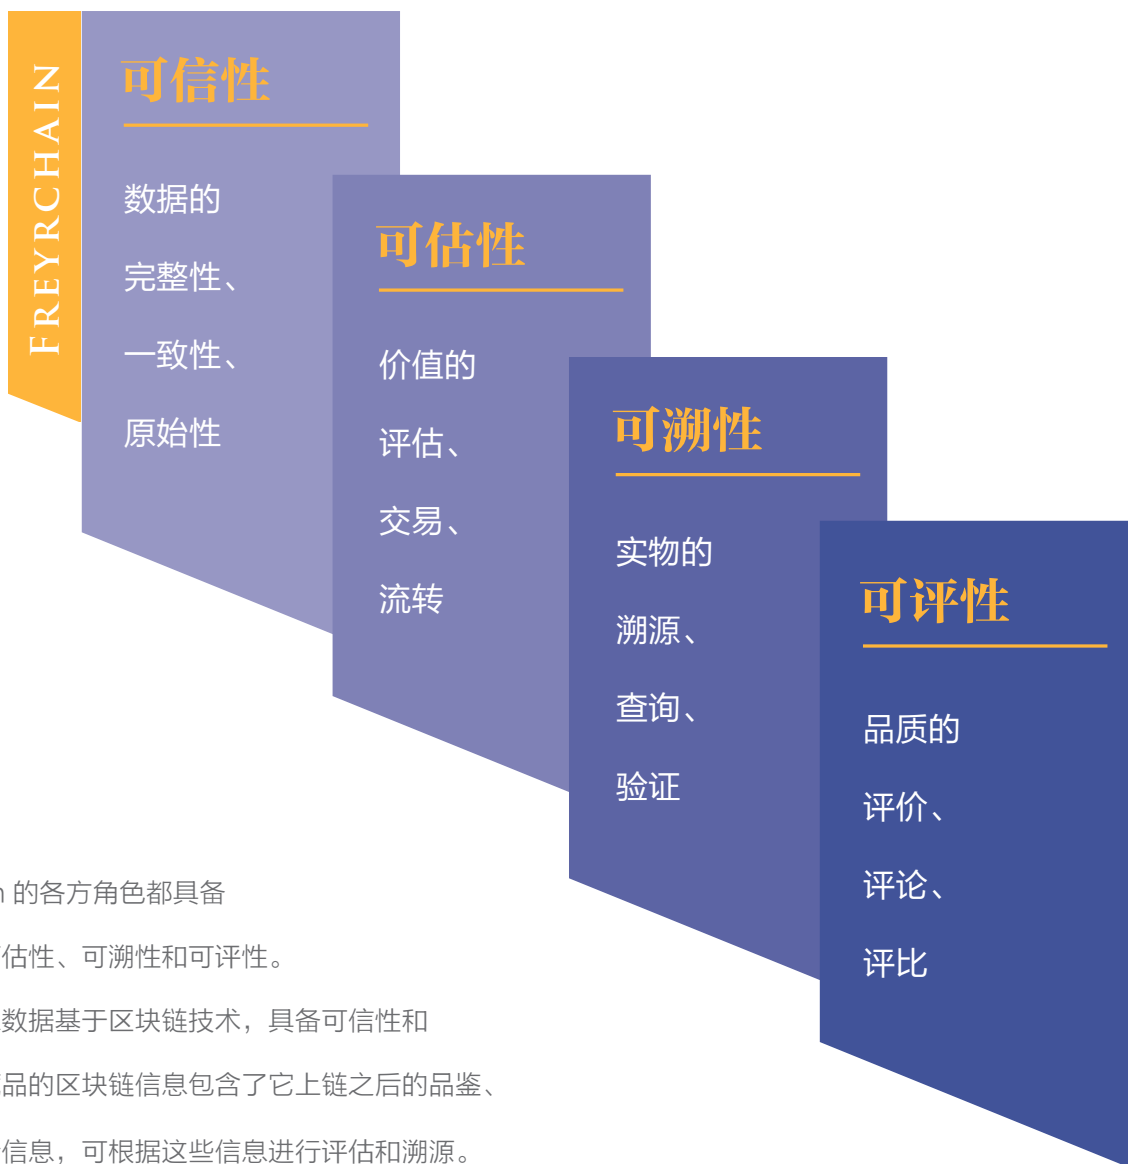 FREYRCHAIN
可信性
数据的
完整性、
一致性、
原始性
可估性
价值的
评估、
交易、
流转
可溯性
实物的
溯源、
查询、
验证
可评性
品质的
评价、
评论、
评比
的各方角色都具备
估性、可溯性和可评性。
数据基于区块链技术，具备可信性和
品的区块链信息包含了它上链之后的品鉴、
信息，可根据这些信息进行评估和溯源。